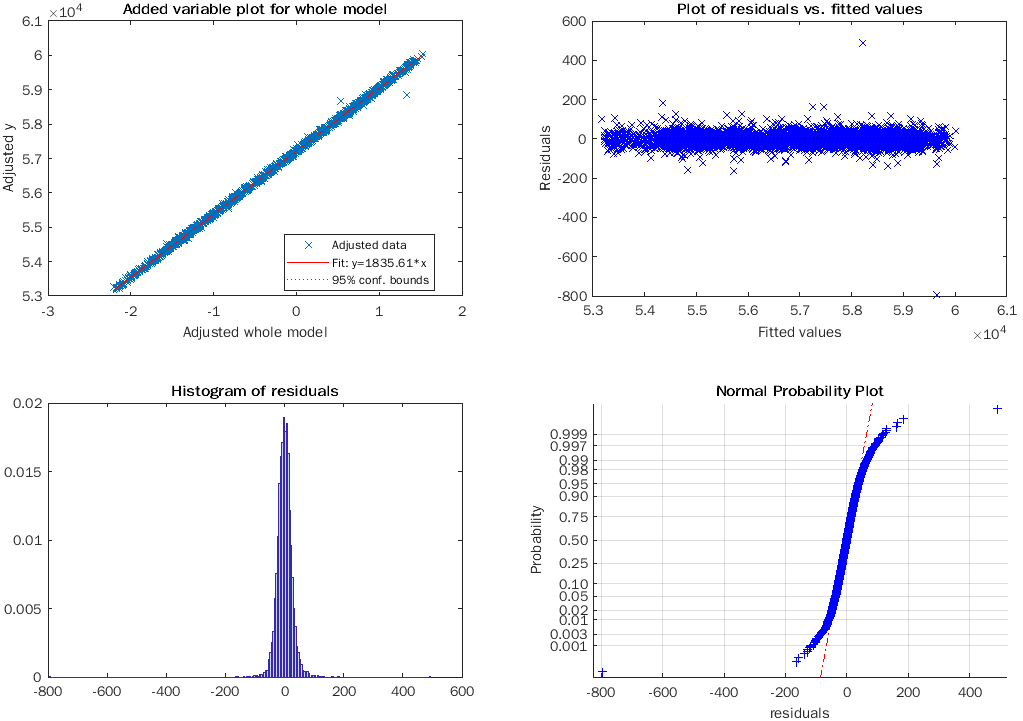 Added variable plot for whole model
×10⁴
6.1
6
5.9
5.8
5.7
5.6
5.5
5.4
5.3
Adjusted y
Adjusted data
Fit: y=1835.61*x
95% conf. bounds
-3 -2 -1 0 1 2
Adjusted whole model
Plot of residuals vs. fitted values
600
400
200
0
-200
-400
-600
-800
Residuals
5.3 5.4 5.5 5.6 5.7 5.8 5.9 6 6.1
Fitted values
×10⁴
Histogram of residuals
0.02
0.015
0.01
0.005
0
-800 -600 -400 -200 0 200 400 600
Normal Probability Plot
0.999
0.997
0.99
0.98
0.95
0.90
0.75
0.50
0.25
0.10
0.05
0.02
0.01
0.003
0.001
Probability
-800 -600 -400 -200 0 200 400
residuals